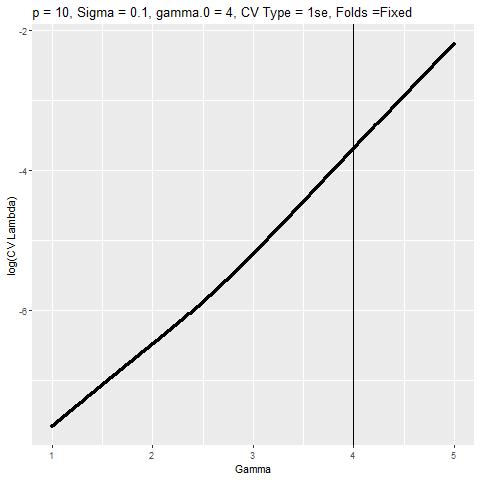 p = 10, Sigma = 0.1, gamma.0 = 4, CV Type = 1se, Folds =Fixed
-2
-4
-6
log(CV Lambda)
1 2 3 4 5
Gamma